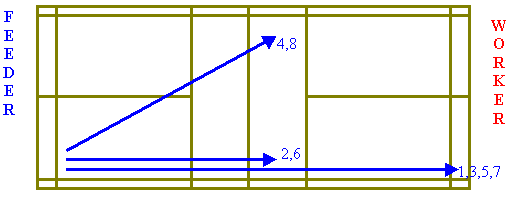 FEEDER
4,8
2,6
1,3,5,7
WORKER